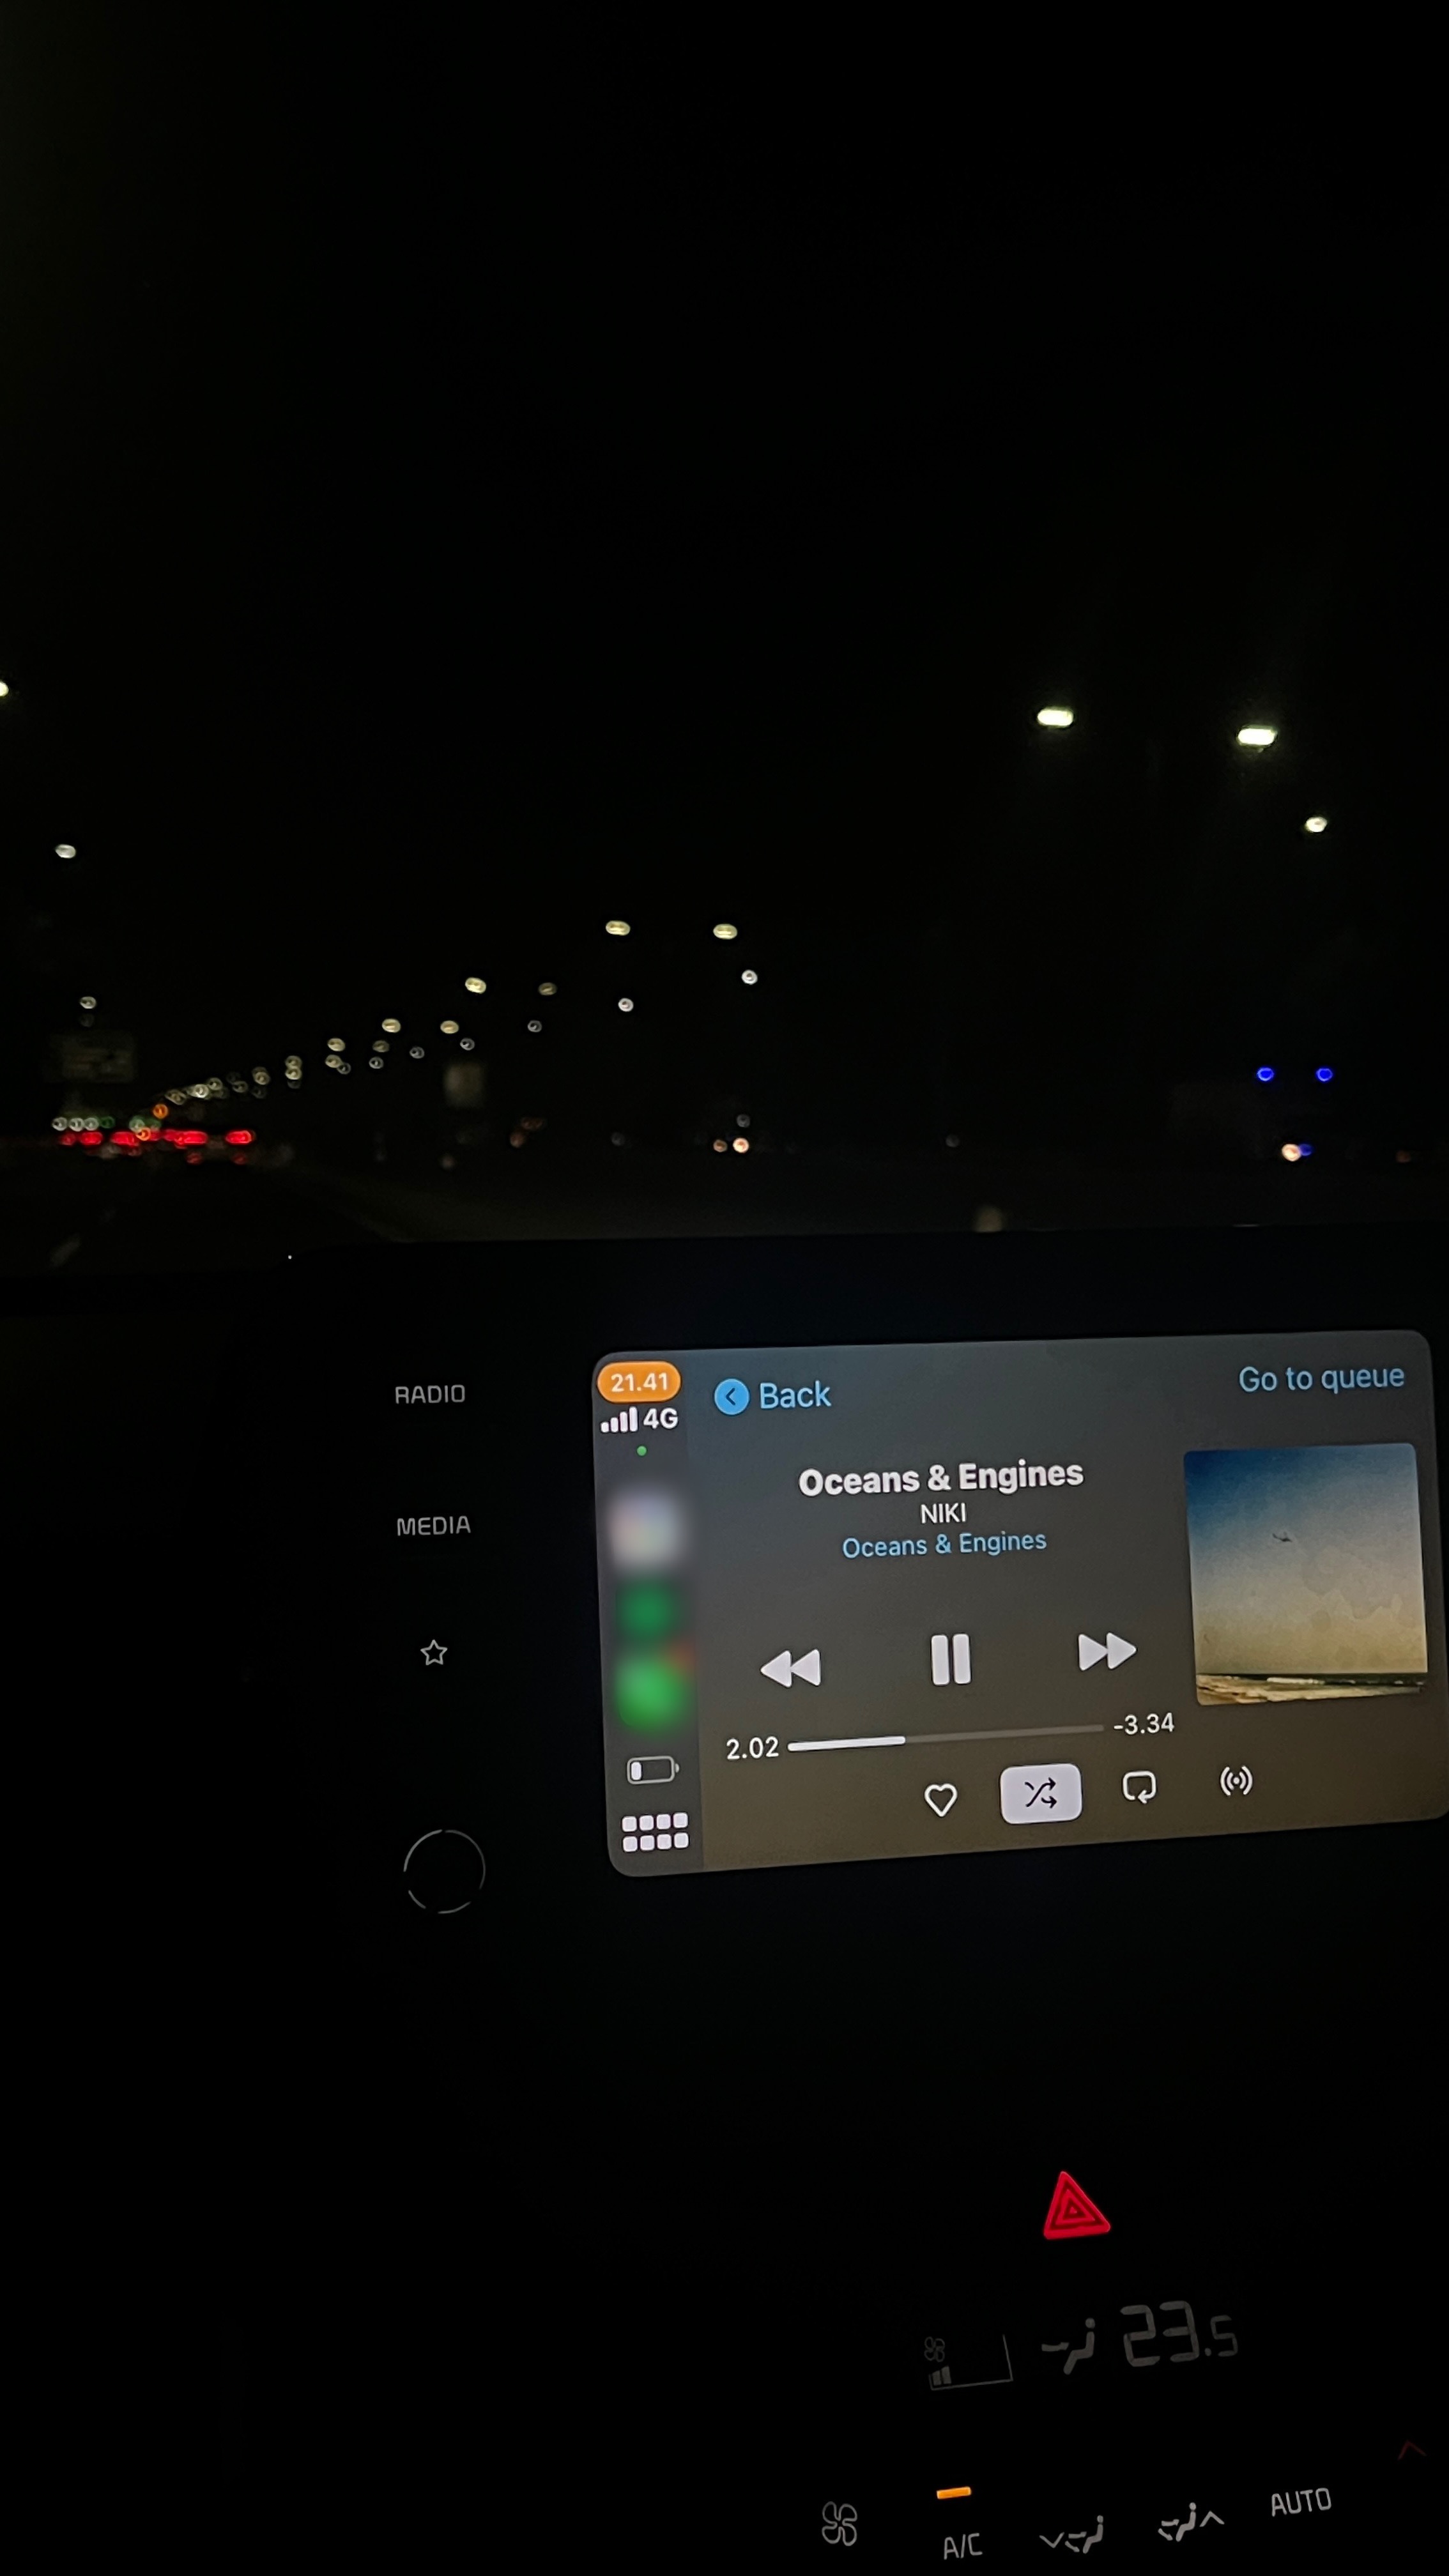 RADIO
MEDIA
21.41
4G
Back
Go to queue
Oceans & Engines
NIKI
Oceans & Engines
2.02
-3.34
23.5
A/C
AUTO